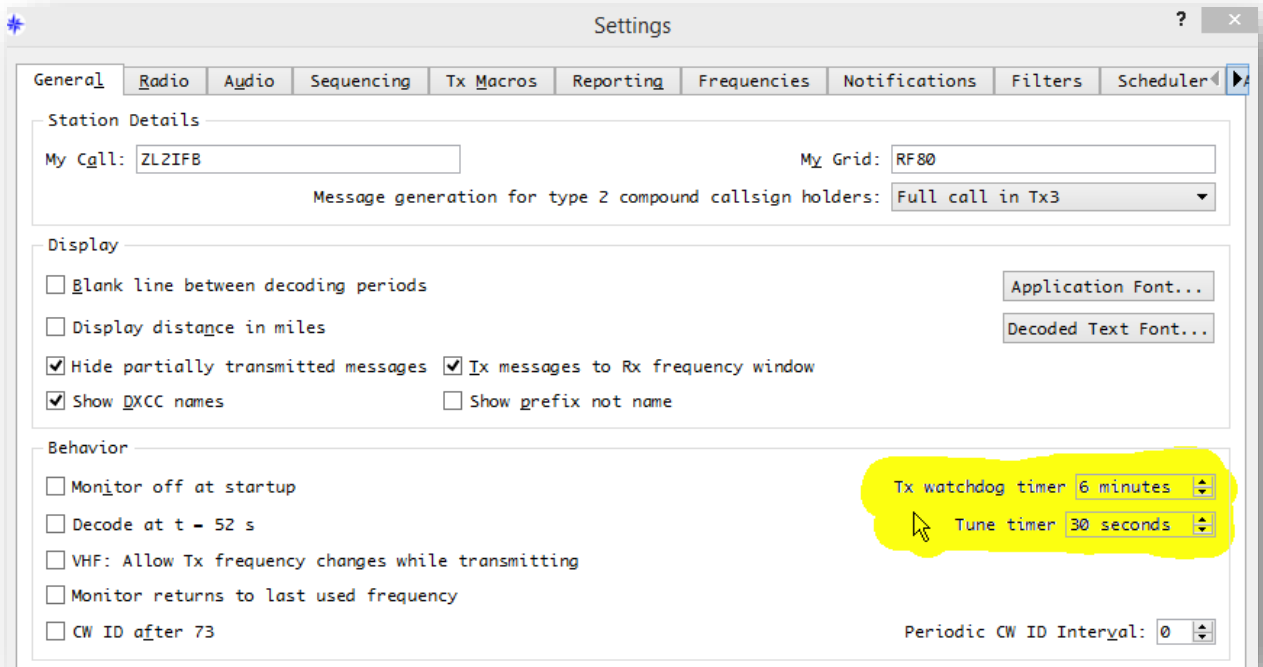 Settings
?
General Radio Audio Sequencing Tx Macros Reporting Frequencies Notifications Filters Scheduler A
Station Details
My Call: ZL2IFB My Grid: RF80
Message generation for type 2 compound callsign holders: Full call in Tx3
Display
Blank line between decoding periods Application Font...
Display distance in miles Decoded Text Font...
Hide partially transmitted messages Tx messages to Rx frequency window
Show DXCC names Show prefix not name
Behavior
Monitor off at startup Tx watchdog timer 6 minutes
Decode at t = 52 s Tune timer 30 seconds
VHF: Allow Tx frequency changes while transmitting
Monitor returns to last used frequency
CW ID after 73 Periodic CW ID Interval: 0